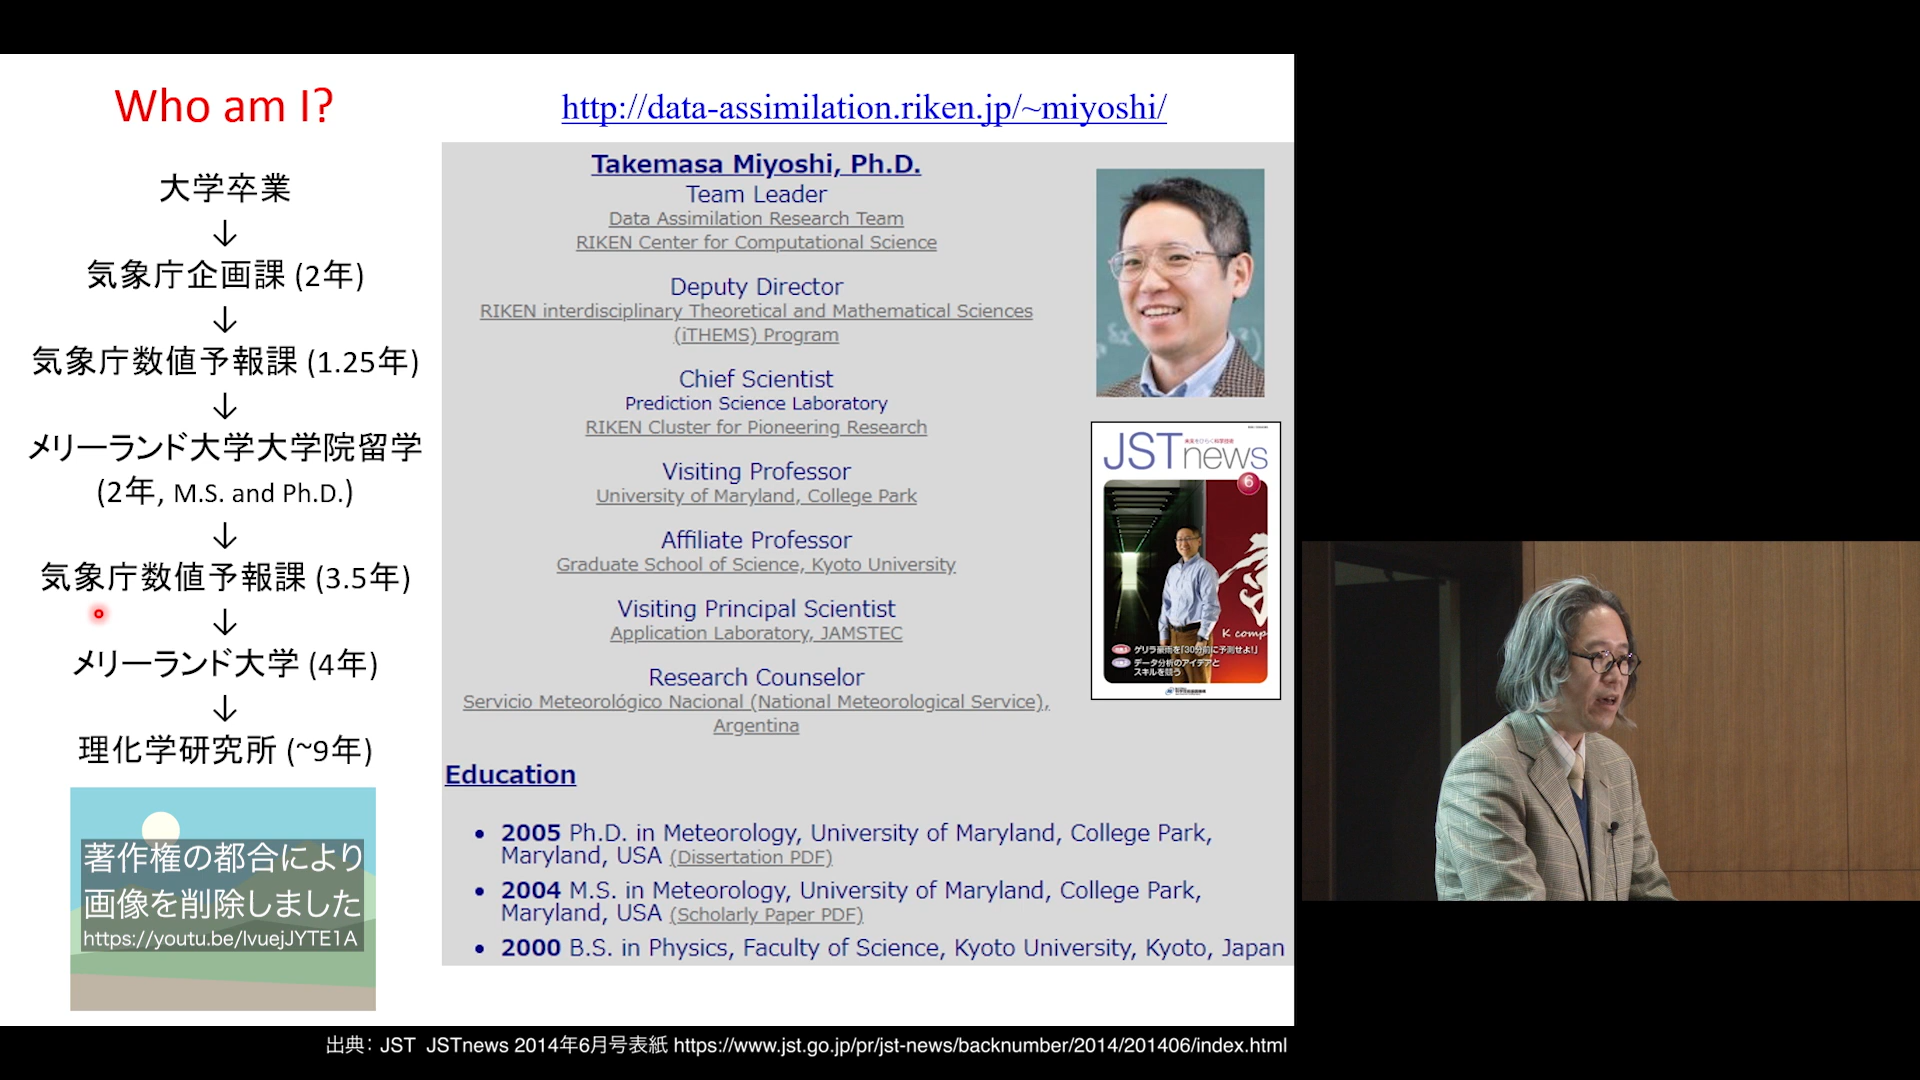 Who am I?
大学卒業
↓
気象庁企画課 (2年)
↓
気象庁数値予報課 (1.25年)
↓
メリーランド大学大学院留学
(2年, M.S. and Ph.D.)
↓
気象庁数値予報課 (3.5年)
↓
メリーランド大学 (4年)
↓
理化学研究所 (~9年)
著作権の都合により
画像を削除しました
https://youtu.be/lvuejJYTE1A
http://data-assimilation.riken.jp/~miyoshi/
Takemasa Miyoshi, Ph.D.
Team Leader
Data Assimilation Research Team
RIKEN Center for Computational Science
Deputy Director
RIKEN interdisciplinary Theoretical and Mathematical Sciences
(iTHEMS) Program
Chief Scientist
Prediction Science Laboratory
RIKEN Cluster for Pioneering Research
Visiting Professor
University of Maryland, College Park
Affiliate Professor
Graduate School of Science, Kyoto University
Visiting Principal Scientist
Application Laboratory, JAMSTEC
Research Counselor
Servicio Meteorológico Nacional (National Meteorological Service),
Argentina
JSTnews
6
K comp
ゲリラ豪雨を「30分前に予測せよ!」
データ分析のアイデアと
スキルを競う
Education
• 2005 Ph.D. in Meteorology, University of Maryland, College Park,
Maryland, USA (Dissertation PDF)
• 2004 M.S. in Meteorology, University of Maryland, College Park,
Maryland, USA (Scholarly Paper PDF)
• 2000 B.S. in Physics, Faculty of Science, Kyoto University, Kyoto, Japan
出典: JST JSTnews 2014年6月号表紙 https://www.jst.go.jp/pr/jst-news/backnumber/2014/201406/index.html